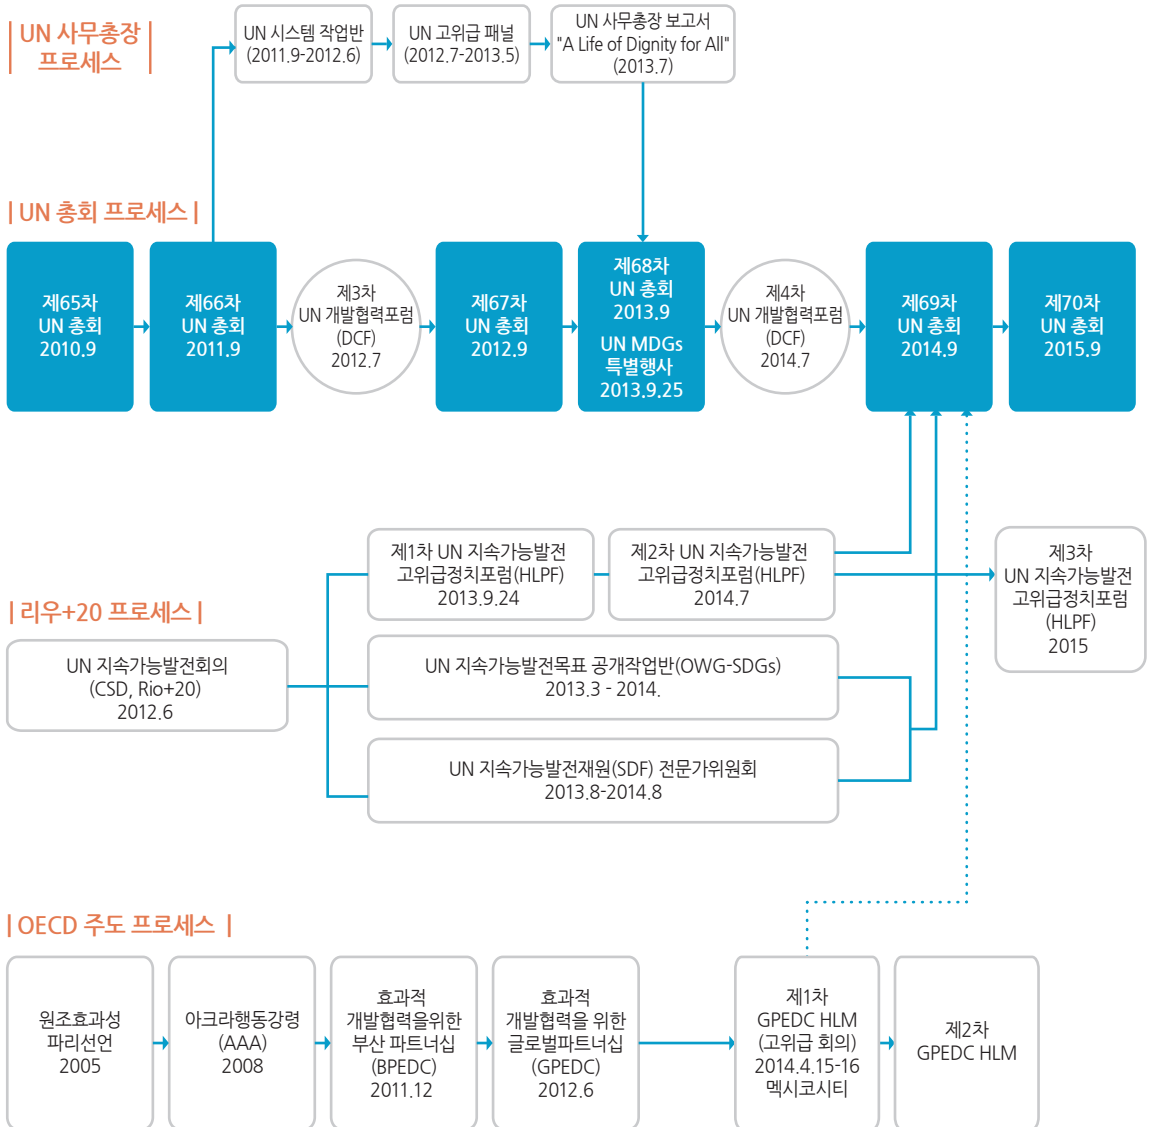 | UN 사무총장
프로세스 |
UN 시스템 작업반
(2011.9-2012.6)
UN 고위급 패널
(2012.7-2013.5)
UN 사무총장 보고서
"A Life of Dignity for All"
(2013.7)
| UN 총회 프로세스 |
제65차
UN 총회
2010.9
제66차
UN 총회
2011.9
제3차
UN 개발협력포럼
(DCF)
2012.7
제67차
UN 총회
2012.9
제68차
UN 총회
2013.9
UN MDGs
특별행사
2013.9.25
제4차
UN 개발협력포럼
(DCF)
2014.7
제69차
UN 총회
2014.9
제70차
UN 총회
2015.9
| 리우+20 프로세스 |
UN 지속가능발전회의
(CSD, Rio+20)
2012.6
제1차 UN 지속가능발전
고위급정치포럼(HLPF)
2013.9.24
제2차 UN 지속가능발전
고위급정치포럼(HLPF)
2014.7
제3차
UN 지속가능발전
고위급정치포럼
(HLPF)
2015
UN 지속가능발전목표 공개작업반(OWG-SDGs)
2013.3 - 2014.
UN 지속가능발전재원(SDF) 전문가위원회
2013.8-2014.8
| OECD 주도 프로세스 |
원조효과성
파리선언
2005
아크라행동강령
(AAA)
2008
효과적
개발협력을위한
부산 파트너십
(BPEDC)
2011.12
효과적
개발협력을 위한
글로벌파트너십
(GPEDC)
2012.6
제1차
GPEDC HLM
(고위급 회의)
2014.4.15-16
멕시코시티
제2차
GPEDC HLM